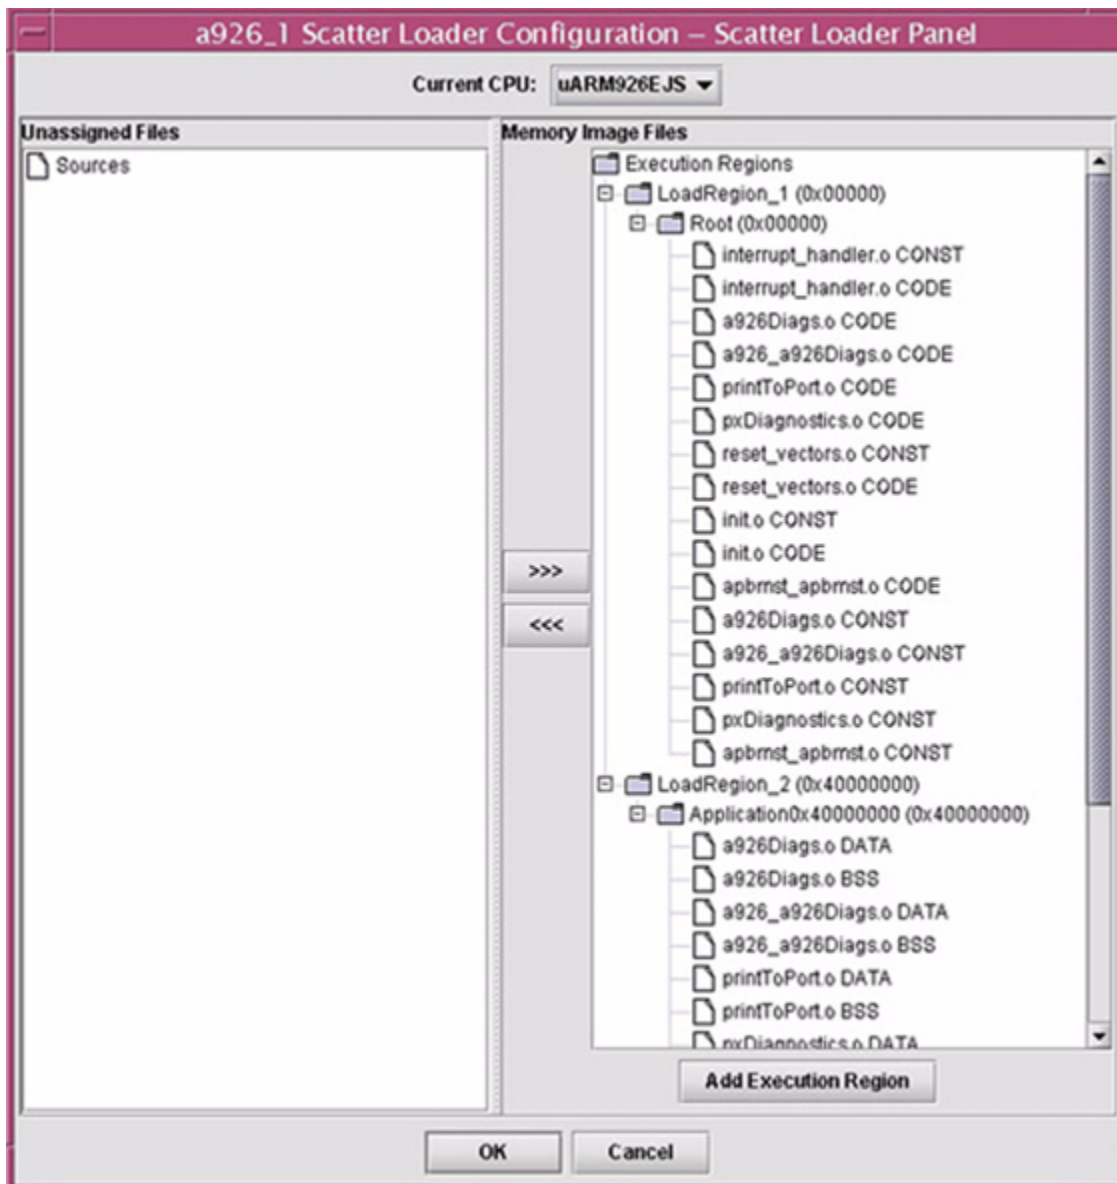 a926_1 Scatter Loader Configuration – Scatter Loader Panel
Current CPU: uARM926EJS
Unassigned Files
Sources
Memory Image Files
Execution Regions
LoadRegion_1 (0x00000)
Root (0x00000)
interrupt_handler.o CONST
interrupt_handler.o CODE
a926Diags.o CODE
a926_a926Diags.o CODE
printToPort.o CODE
pxDiagnostics.o CODE
reset_vectors.o CONST
reset_vectors.o CODE
init.o CONST
init.o CODE
apbrnst_apbrnst.o CODE
a926Diags.o CONST
a926_a926Diags.o CONST
printToPort.o CONST
pxDiagnostics.o CONST
apbrnst_apbrnst.o CONST
LoadRegion_2 (0x40000000)
Application0x40000000 (0x40000000)
a926Diags.o DATA
a926Diags.o BSS
a926_a926Diags.o DATA
a926_a926Diags.o BSS
printToPort.o DATA
printToPort.o BSS
pxDiagnostics.o DATA
>>>
<<<
Add Execution Region
OK
Cancel